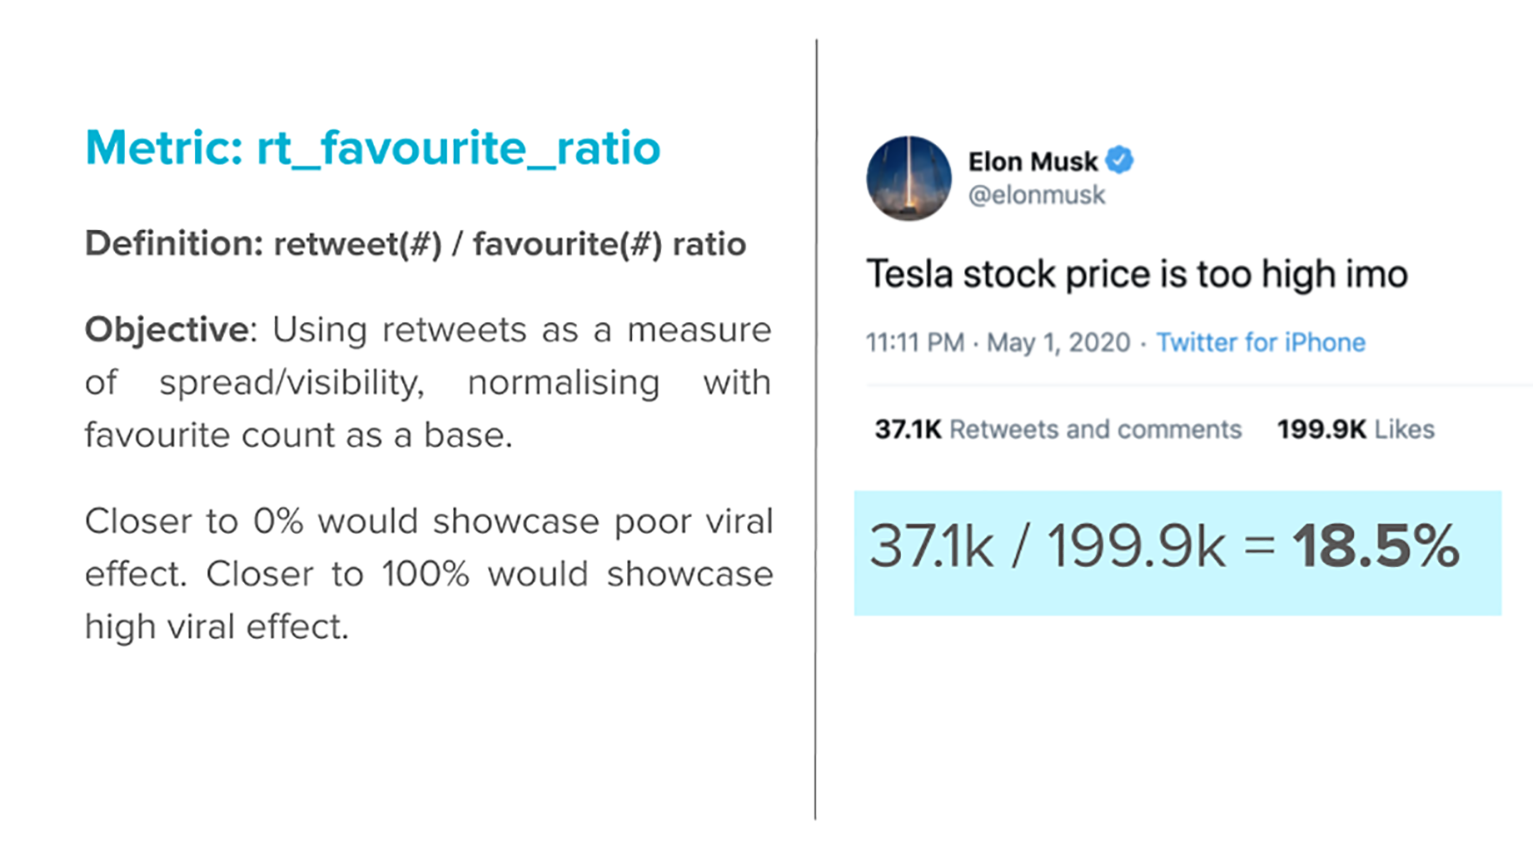 Metric: rt_favourite_ratio
Definition: retweet(#) / favourite(#) ratio
Objective: Using retweets as a measure
of spread/visibility, normalising with
favourite count as a base.
Closer to 0% would showcase poor viral
effect. Closer to 100% would showcase
high viral effect.
Elon Musk
@elonmusk
Tesla stock price is too high imo
11:11 PM · May 1, 2020 · Twitter for iPhone
37.1K Retweets and comments 199.9K Likes
37.1k / 199.9k = 18.5%